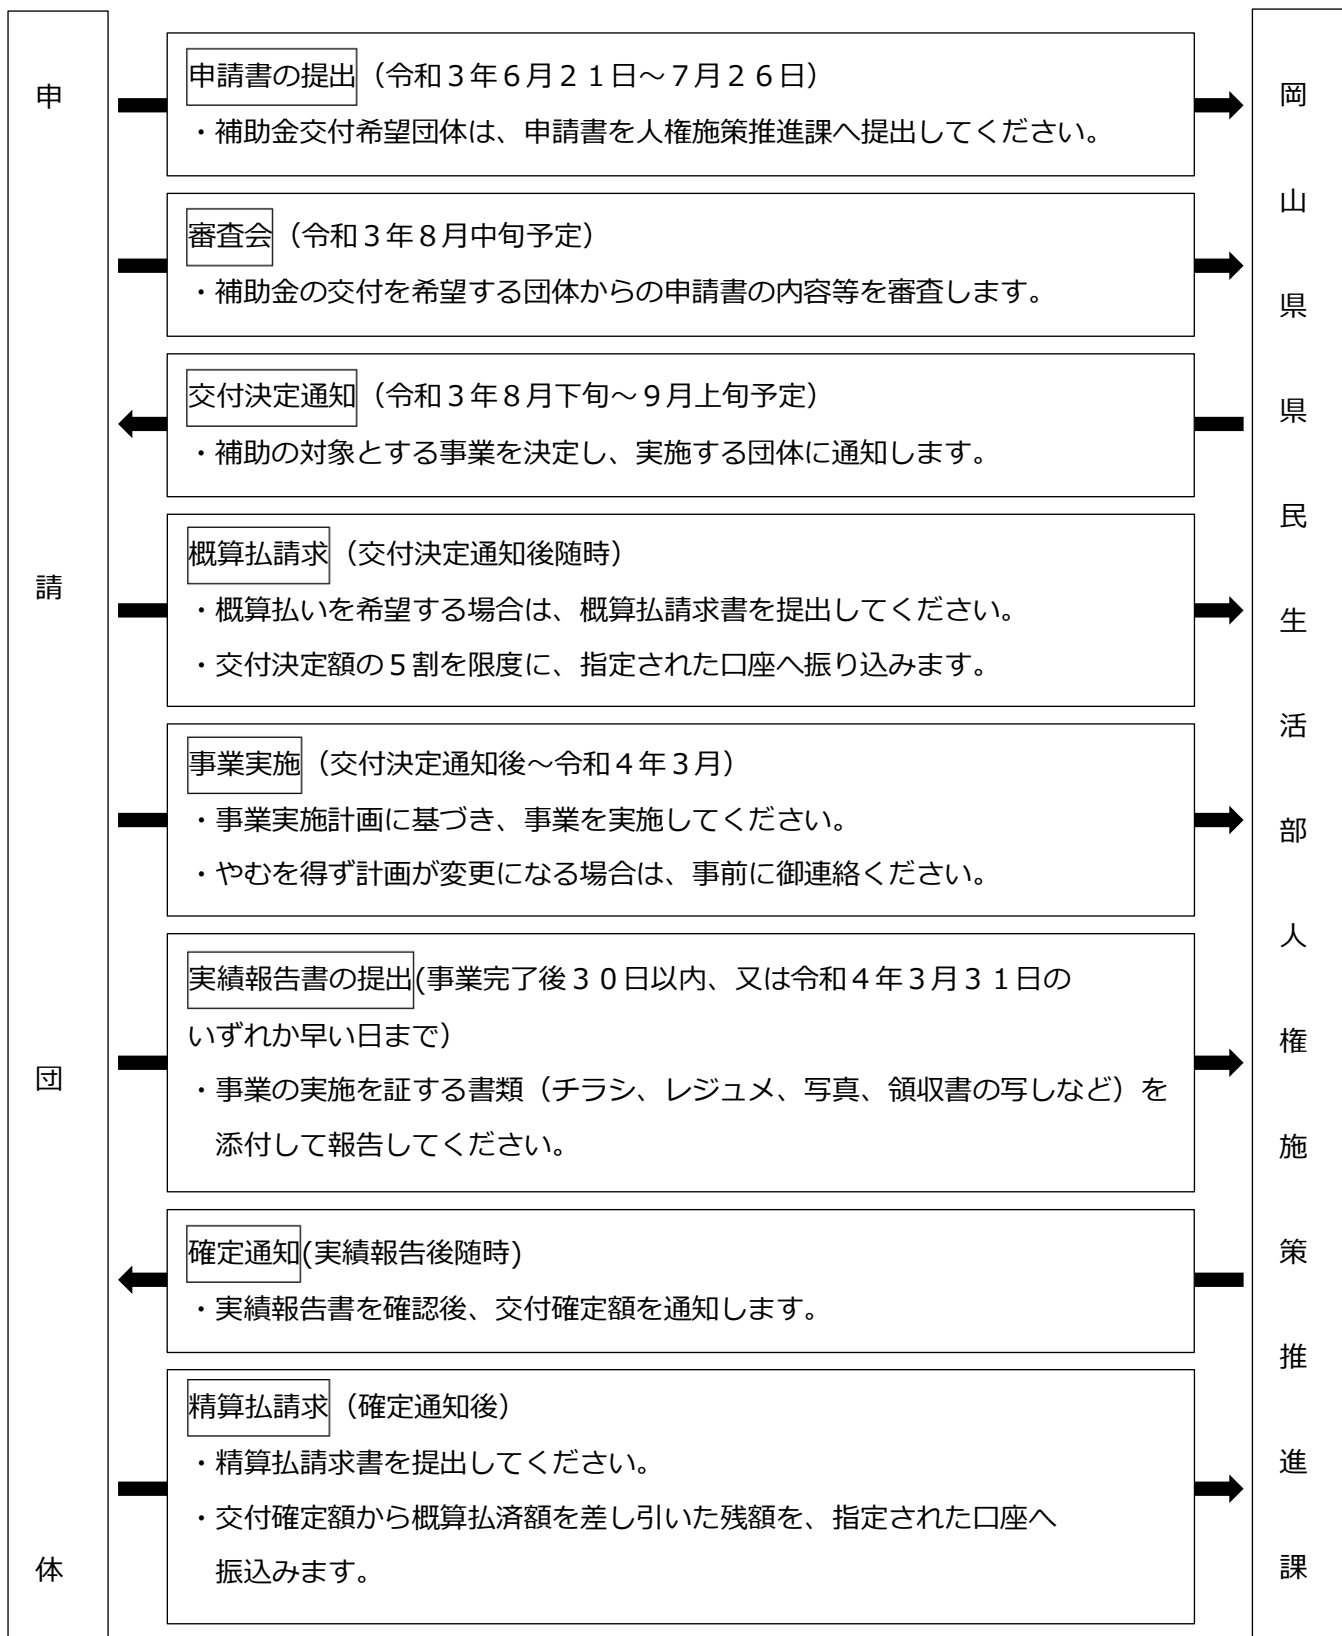 申請団体
申請書の提出（令和３年６月２１日～７月２６日）
・補助金交付希望団体は、申請書を人権施策推進課へ提出してください。
審査会（令和３年８月中旬予定）
・補助金の交付を希望する団体からの申請書の内容等を審査します。
交付決定通知（令和３年８月下旬～９月上旬予定）
・補助の対象とする事業を決定し、実施する団体に通知します。
概算払請求（交付決定通知後随時）
・概算払いを希望する場合は、概算払請求書を提出してください。
・交付決定額の５割を限度に、指定された口座へ振り込みます。
事業実施（交付決定通知後～令和４年３月）
・事業実施計画に基づき、事業を実施してください。
・やむを得ず計画が変更になる場合は、事前に御連絡ください。
実績報告書の提出(事業完了後３０日以内、又は令和４年３月３１日の
いずれか早い日まで）
・事業の実施を証する書類（チラシ、レジュメ、写真、領収書の写しなど）を
添付して報告してください。
確定通知(実績報告後随時)
・実績報告書を確認後、交付確定額を通知します。
精算払請求（確定通知後）
・精算払請求書を提出してください。
・交付確定額から概算払済額を差し引いた残額を、指定された口座へ
振込みます。
岡山県県民生活部人権施策推進課